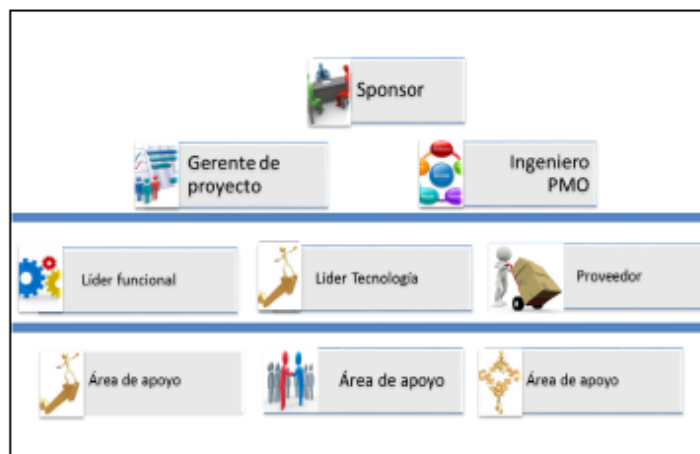 Sponsor
Gerente de
proyecto
Ingeniero
PMO
Líder funcional
Líder Tecnología
Proveedor
Área de apoyo
Área de apoyo
Área de apoyo